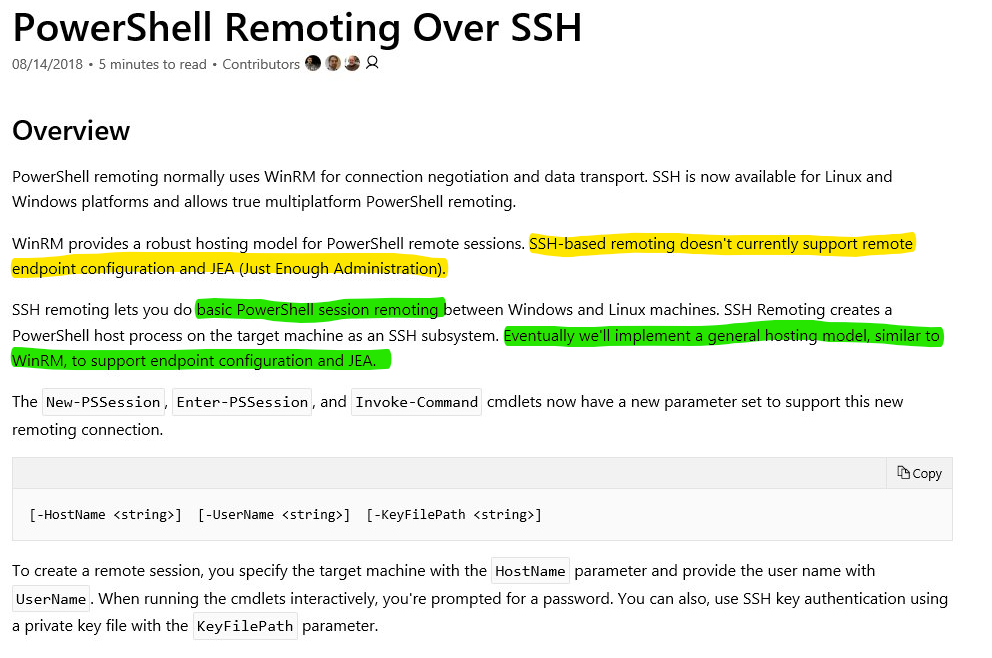 PowerShell Remoting Over SSH
08/14/2018 • 5 minutes to read • Contributors
Overview
PowerShell remoting normally uses WinRM for connection negotiation and data transport. SSH is now available for Linux and
Windows platforms and allows true multiplatform PowerShell remoting.
WinRM provides a robust hosting model for PowerShell remote sessions. SSH-based remoting doesn't currently support remote
endpoint configuration and JEA (Just Enough Administration).
SSH remoting lets you do basic PowerShell session remoting between Windows and Linux machines. SSH Remoting creates a
PowerShell host process on the target machine as an SSH subsystem. Eventually we'll implement a general hosting model, similar to
WinRM, to support endpoint configuration and JEA.
The New-PSSession, Enter-PSSession, and Invoke-Command cmdlets now have a new parameter set to support this new
remoting connection.
Copy
[-HostName <string>] [-UserName <string>] [-KeyFilePath <string>]
To create a remote session, you specify the target machine with the HostName parameter and provide the user name with
UserName. When running the cmdlets interactively, you're prompted for a password. You can also, use SSH key authentication using
a private key file with the KeyFilePath parameter.